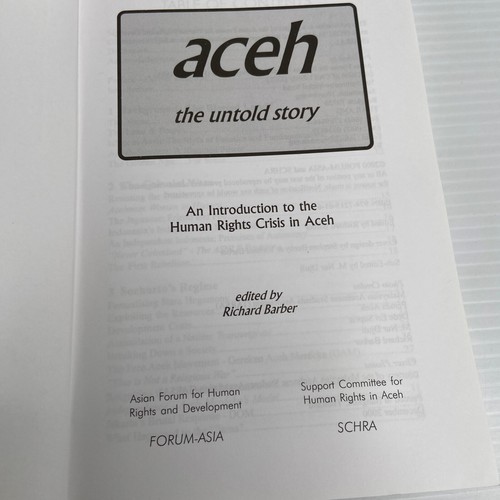 aceh
the untold story
An Introduction to the
Human Rights Crisis in Aceh
edited by
Richard Barber
Asian Forum for Human
Rights and Development
FORUM-ASIA
Support Committee for
Human Rights in Aceh
SCHRA